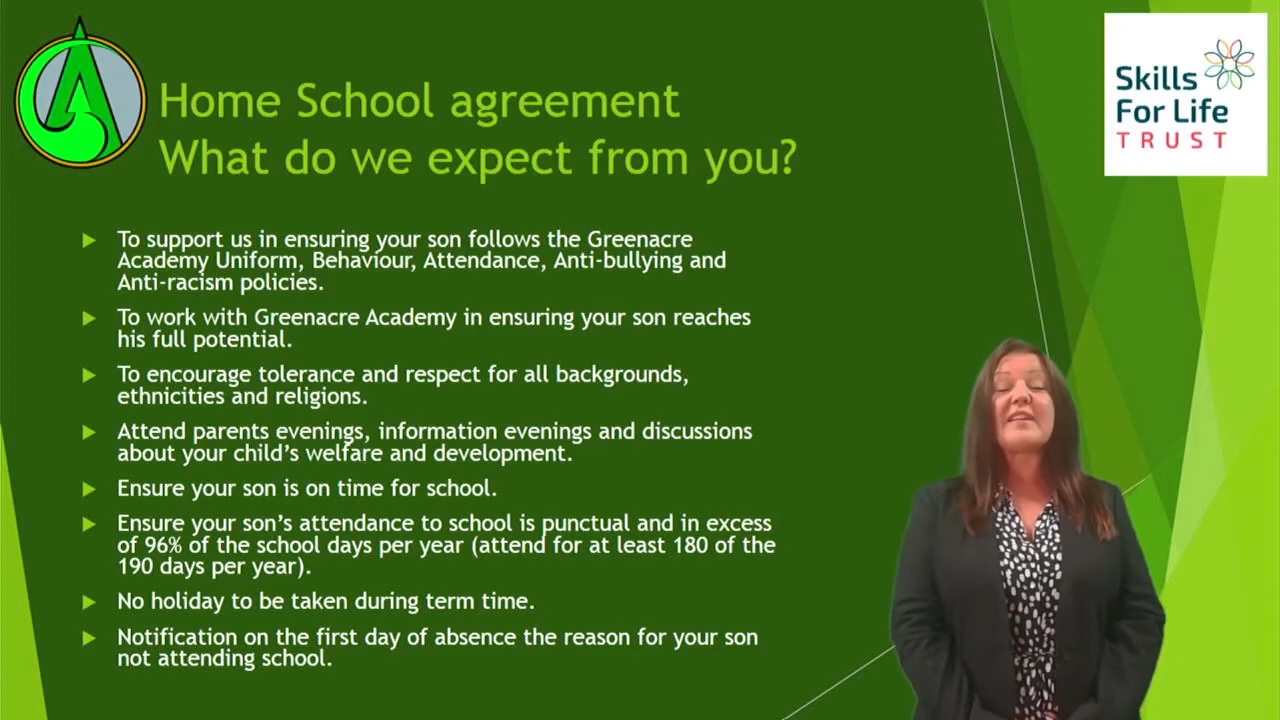 Home School agreement
What do we expect from you?
Skills
For Life
TRUST
To support us in ensuring your son follows the Greenacre
Academy Uniform, Behaviour, Attendance, Anti-bullying and
Anti-racism policies.
To work with Greenacre Academy in ensuring your son reaches
his full potential.
To encourage tolerance and respect for all backgrounds,
ethnicities and religions.
Attend parents evenings, information evenings and discussions
about your child’s welfare and development.
Ensure your son is on time for school.
Ensure your son’s attendance to school is punctual and in excess
of 96% of the school days per year (attend for at least 180 of the
190 days per year).
No holiday to be taken during term time.
Notification on the first day of absence the reason for your son
not attending school.